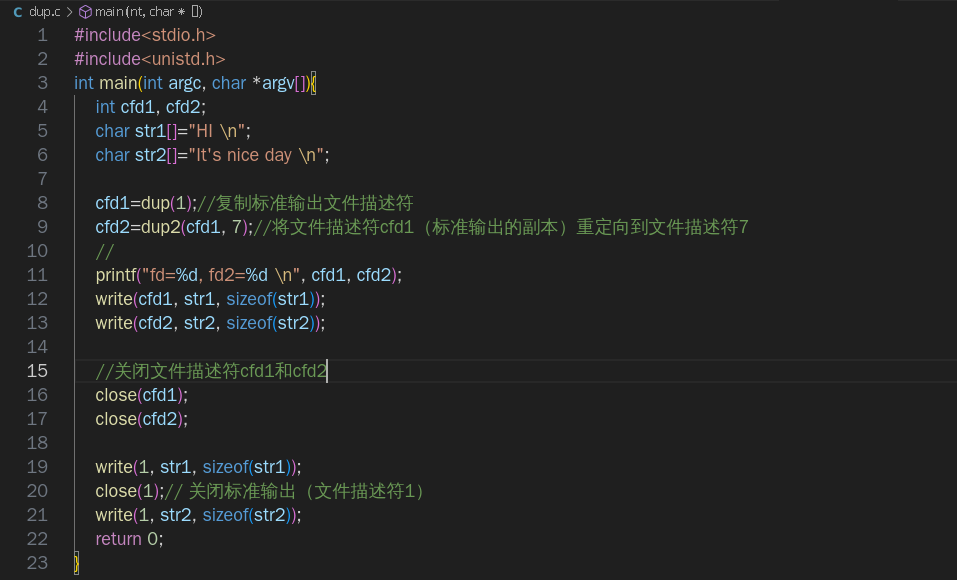 dup.c > main(int, char * [])
1 #include<stdio.h>
2 #include<unistd.h>
3 int main(int argc, char *argv[]){
4 int cfd1, cfd2;
5 char str1[]="HI \n";
6 char str2[]="It's nice day \n";
7
8 cfd1=dup(1);//复制标准输出文件描述符
9 cfd2=dup2(cfd1, 7);//将文件描述符cfd1（标准输出的副本）重定向到文件描述符7
10 //
11 printf("fd=%d, fd2=%d \n", cfd1, cfd2);
12 write(cfd1, str1, sizeof(str1));
13 write(cfd2, str2, sizeof(str2));
14
15 //关闭文件描述符cfd1和cfd2
16 close(cfd1);
17 close(cfd2);
18
19 write(1, str1, sizeof(str1));
20 close(1);// 关闭标准输出（文件描述符1）
21 write(1, str2, sizeof(str2));
22 return 0;
23 }